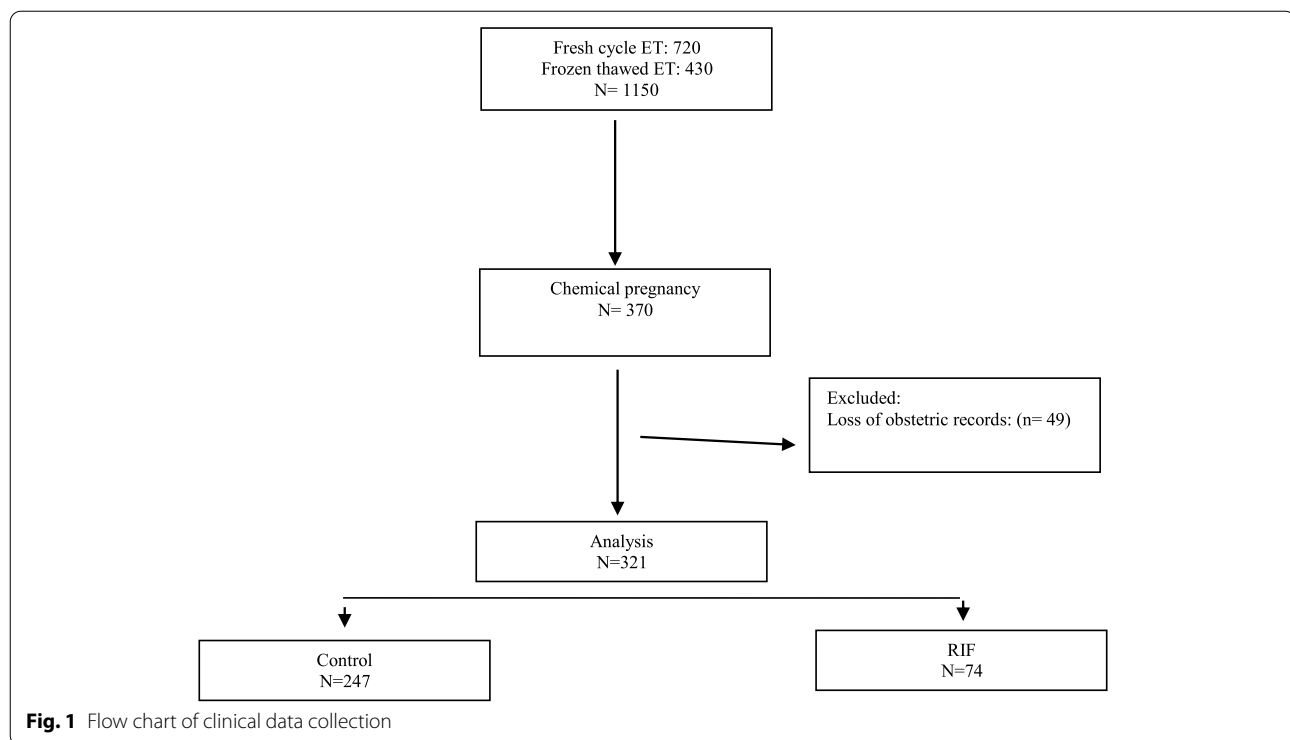 Fresh cycle ET: 720
Frozen thawed ET: 430
N= 1150
Chemical pregnancy
N= 370
Excluded:
Loss of obstetric records: (n= 49)
Analysis
N=321
Control
N=247
RIF
N=74
Fig. 1 Flow chart of clinical data collection